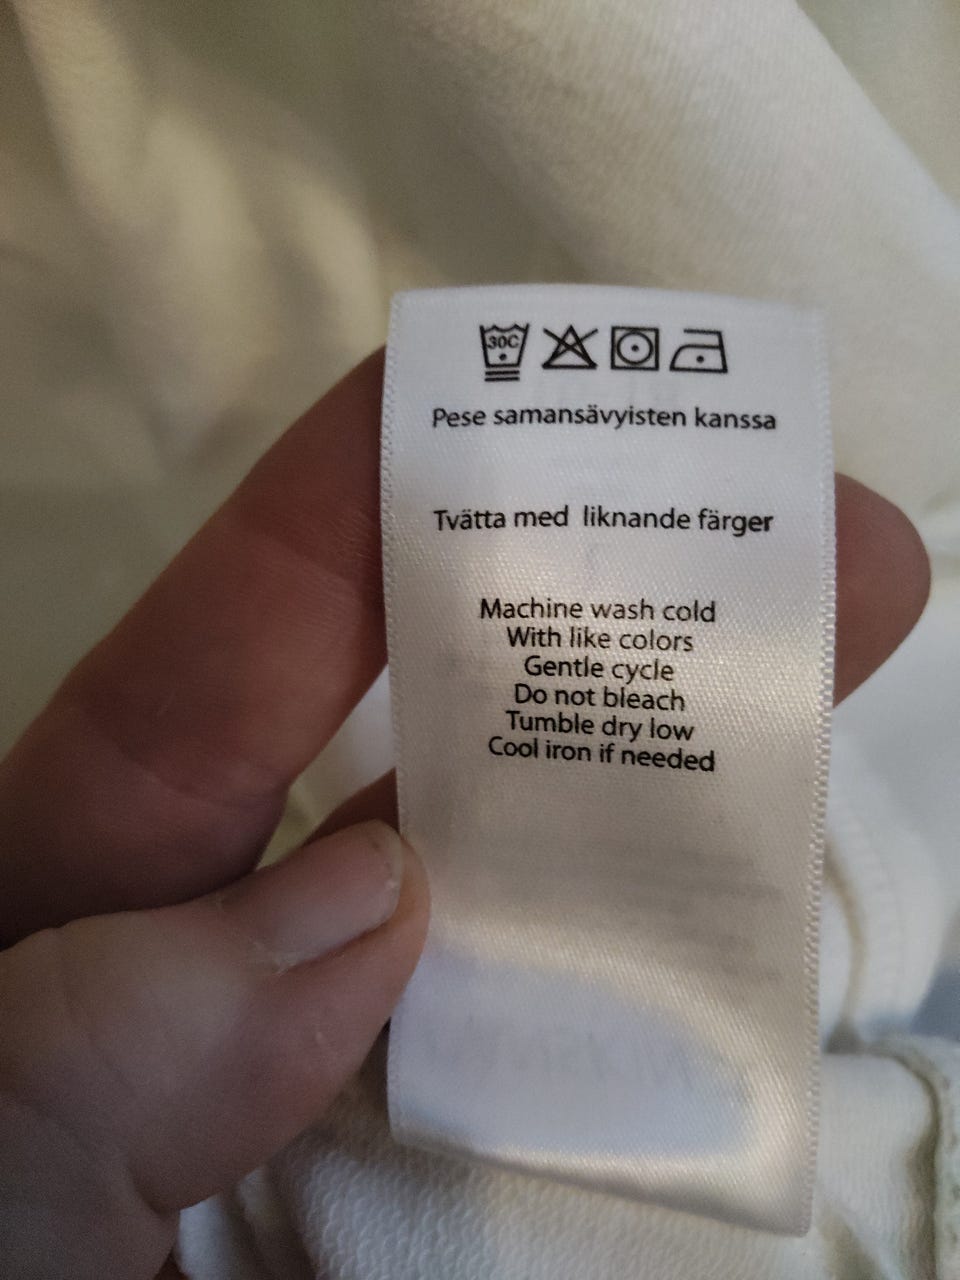 30C
Pese samansävyisten kanssa
Tvätta med liknande färger
Machine wash cold
With like colors
Gentle cycle
Do not bleach
Tumble dry low
Cool iron if needed